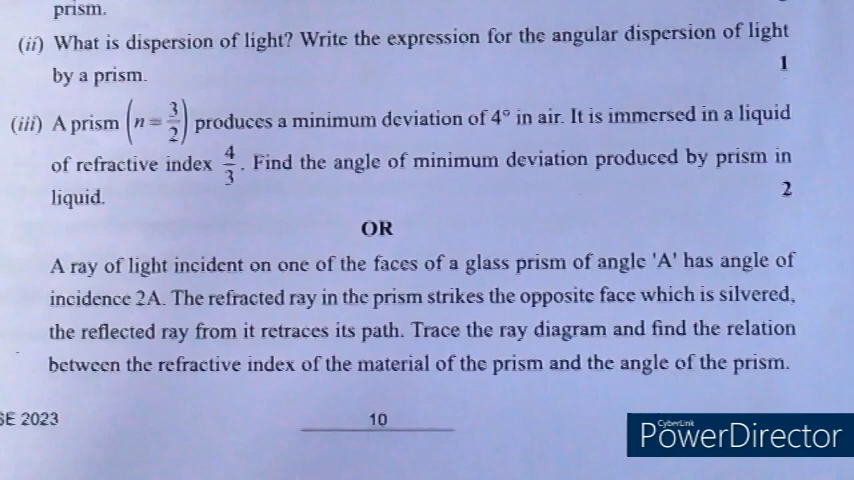 prism.
(ii) What is dispersion of light? Write the expression for the angular dispersion of light
by a prism. 1
(iii) A prism (n = 3/2) produces a minimum deviation of 4° in air. It is immersed in a liquid
of refractive index 4/3. Find the angle of minimum deviation produced by prism in
liquid. 2
OR
A ray of light incident on one of the faces of a glass prism of angle 'A' has angle of
incidence 2A. The refracted ray in the prism strikes the opposite face which is silvered,
the reflected ray from it retraces its path. Trace the ray diagram and find the relation
between the refractive index of the material of the prism and the angle of the prism.
SE 2023 10
CyberLink
PowerDirector